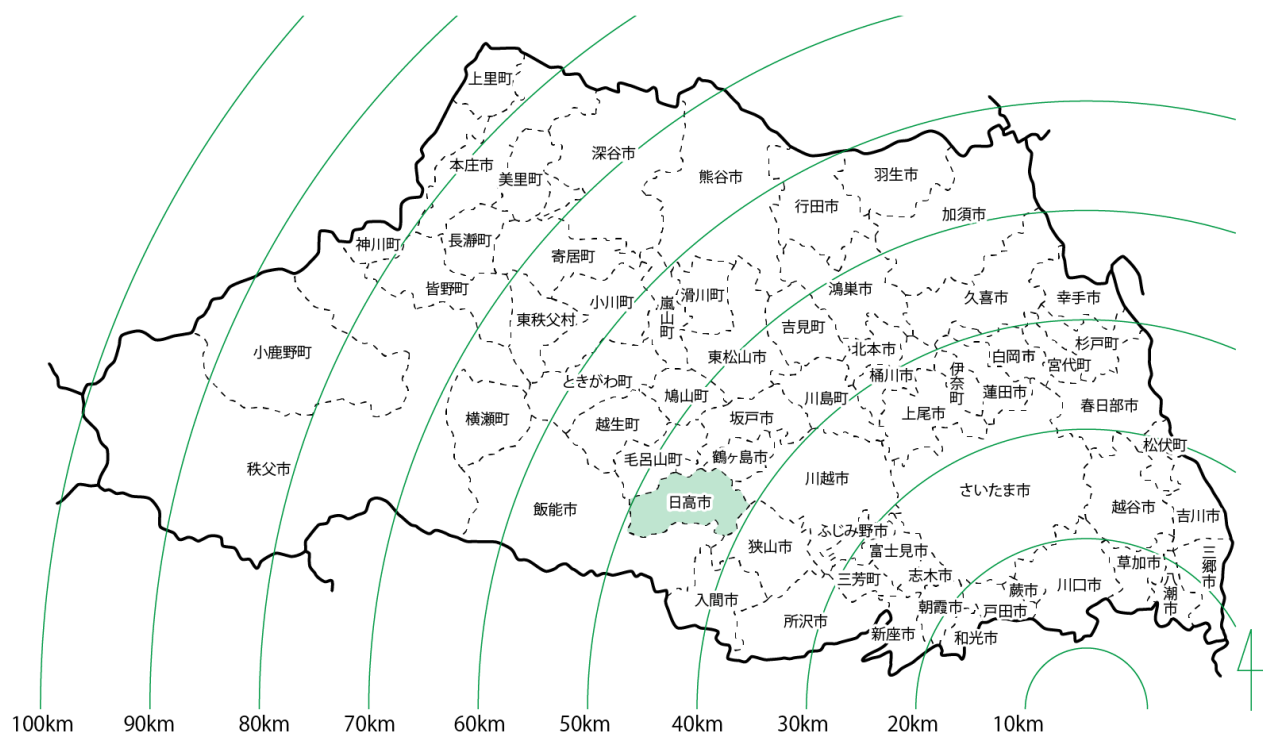 上里町
本庄市
美里町
深谷市
熊谷市
行田市
羽生市
加須市
神川町
長瀞町
寄居町
皆野町
東秩父村
小川町
嵐山町
滑川町
吉見町
鴻巣市
久喜市
幸手市
小鹿野町
東松山市
北本市
桶川市
伊奈町
白岡市
宮代町
杉戸町
ときがわ町
鳩山町
川島町
上尾市
蓮田市
春日部市
横瀬町
越生町
坂戸市
松伏町
秩父市
毛呂山町
鶴ヶ島市
川越市
さいたま市
越谷市
吉川市
飯能市
日高市
狭山市
ふじみ野市
富士見市
三芳町
志木市
入間市
所沢市
新座市
朝霞市
和光市
戸田市
蕨市
川口市
草加市
八潮市
三郷市
100km
90km
80km
70km
60km
50km
40km
30km
20km
10km